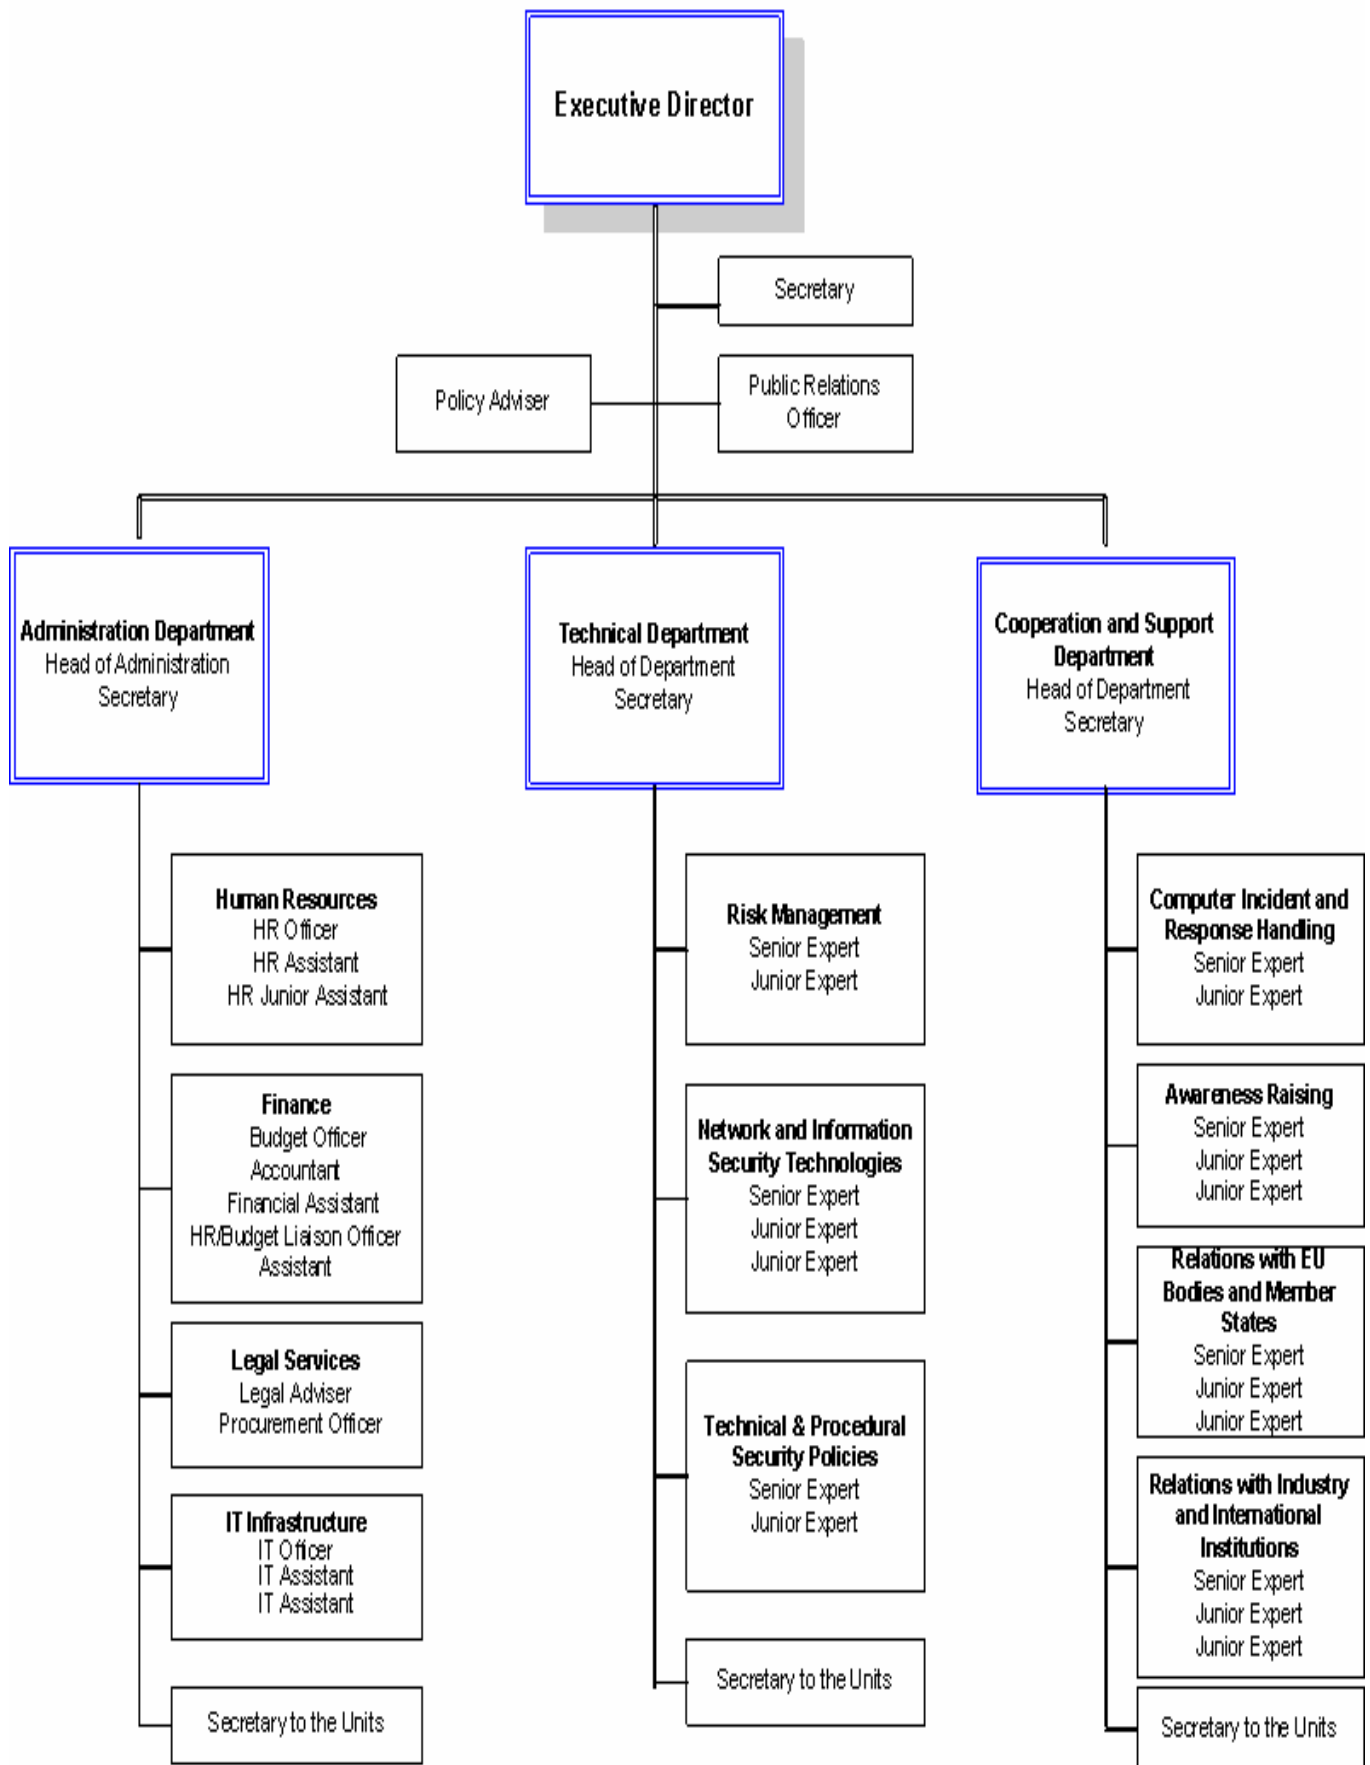 Executive Director
Secretary
Policy Adviser
Public Relations
Officer
Administration Department
Head of Administration
Secretary
Technical Department
Head of Department
Secretary
Cooperation and Support
Department
Head of Department
Secretary
Human Resources
HR Officer
HR Assistant
HR Junior Assistant
Finance
Budget Officer
Accountant
Financial Assistant
HR/Budget Liaison Officer
Assistant
Legal Services
Legal Adviser
Procurement Officer
IT Infrastructure
IT Officer
IT Assistant
IT Assistant
Secretary to the Units
Risk Management
Senior Expert
Junior Expert
Network and Information
Security Technologies
Senior Expert
Junior Expert
Junior Expert
Technical & Procedural
Security Policies
Senior Expert
Junior Expert
Secretary to the Units
Computer Incident and
Response Handling
Senior Expert
Junior Expert
Awareness Raising
Senior Expert
Junior Expert
Junior Expert
Relations with EU
Bodies and Member
States
Senior Expert
Junior Expert
Junior Expert
Relations with Industry
and International
Institutions
Senior Expert
Junior Expert
Junior Expert
Secretary to the Units